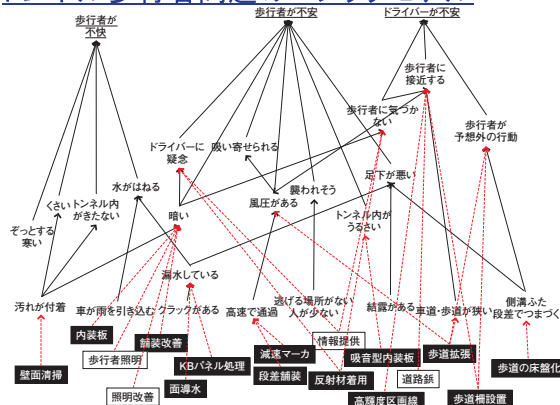 歩行者が
不快
歩行者が不安
ドライバーが不安
歩行者に
接近する
歩行者に気づか
ない
歩行者が
予想外の行動
ドライバーに
疑念
吸い寄せられる
足下が悪い
水がはねる
くさい
トンネル内
がきたない
襲われそう
風圧がある
暗い
トンネル内が
うるさい
ぞっとする
寒い
漏水している
汚れが付着
車が雨を引き込む
クラックがある
高速で通過
逃げる場所がない
人が少ない
結露がある
車道・歩道が狭い
側溝ふた
段差でつまづく
内装板
舗装改善
情報提供
歩行者照明
減速マーカ
吸音型内装板
歩道拡張
壁面清掃
KBパネル処理
段差舗装
反射材着用
道路鋲
歩道の床盤化
照明改善
面導水
高輝度区画線
歩道柵設置